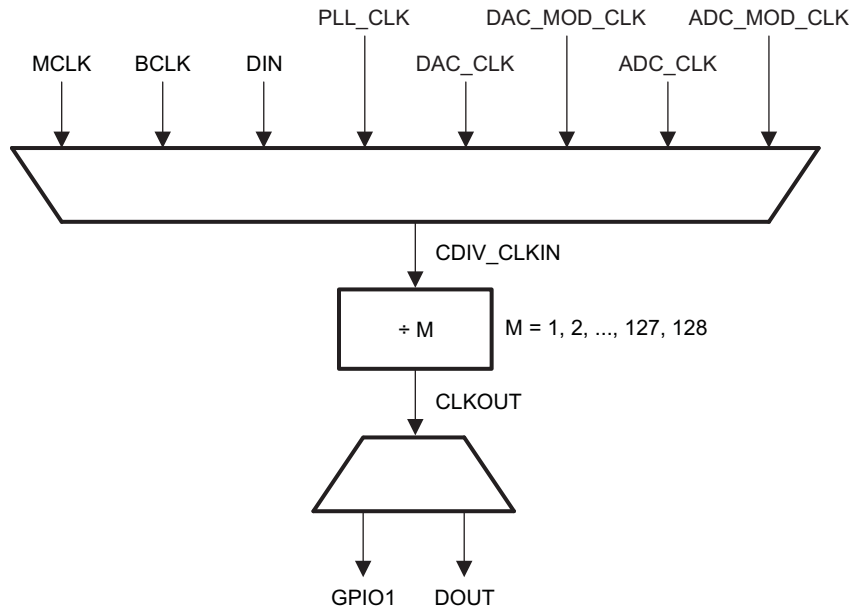 PLL_CLK DAC_MOD_CLK ADC_MOD_CLK
MCLK BCLK DIN DAC_CLK ADC_CLK
CDIV_CLKIN
÷ M M = 1, 2, ..., 127, 128
CLKOUT
GPIO1 DOUT